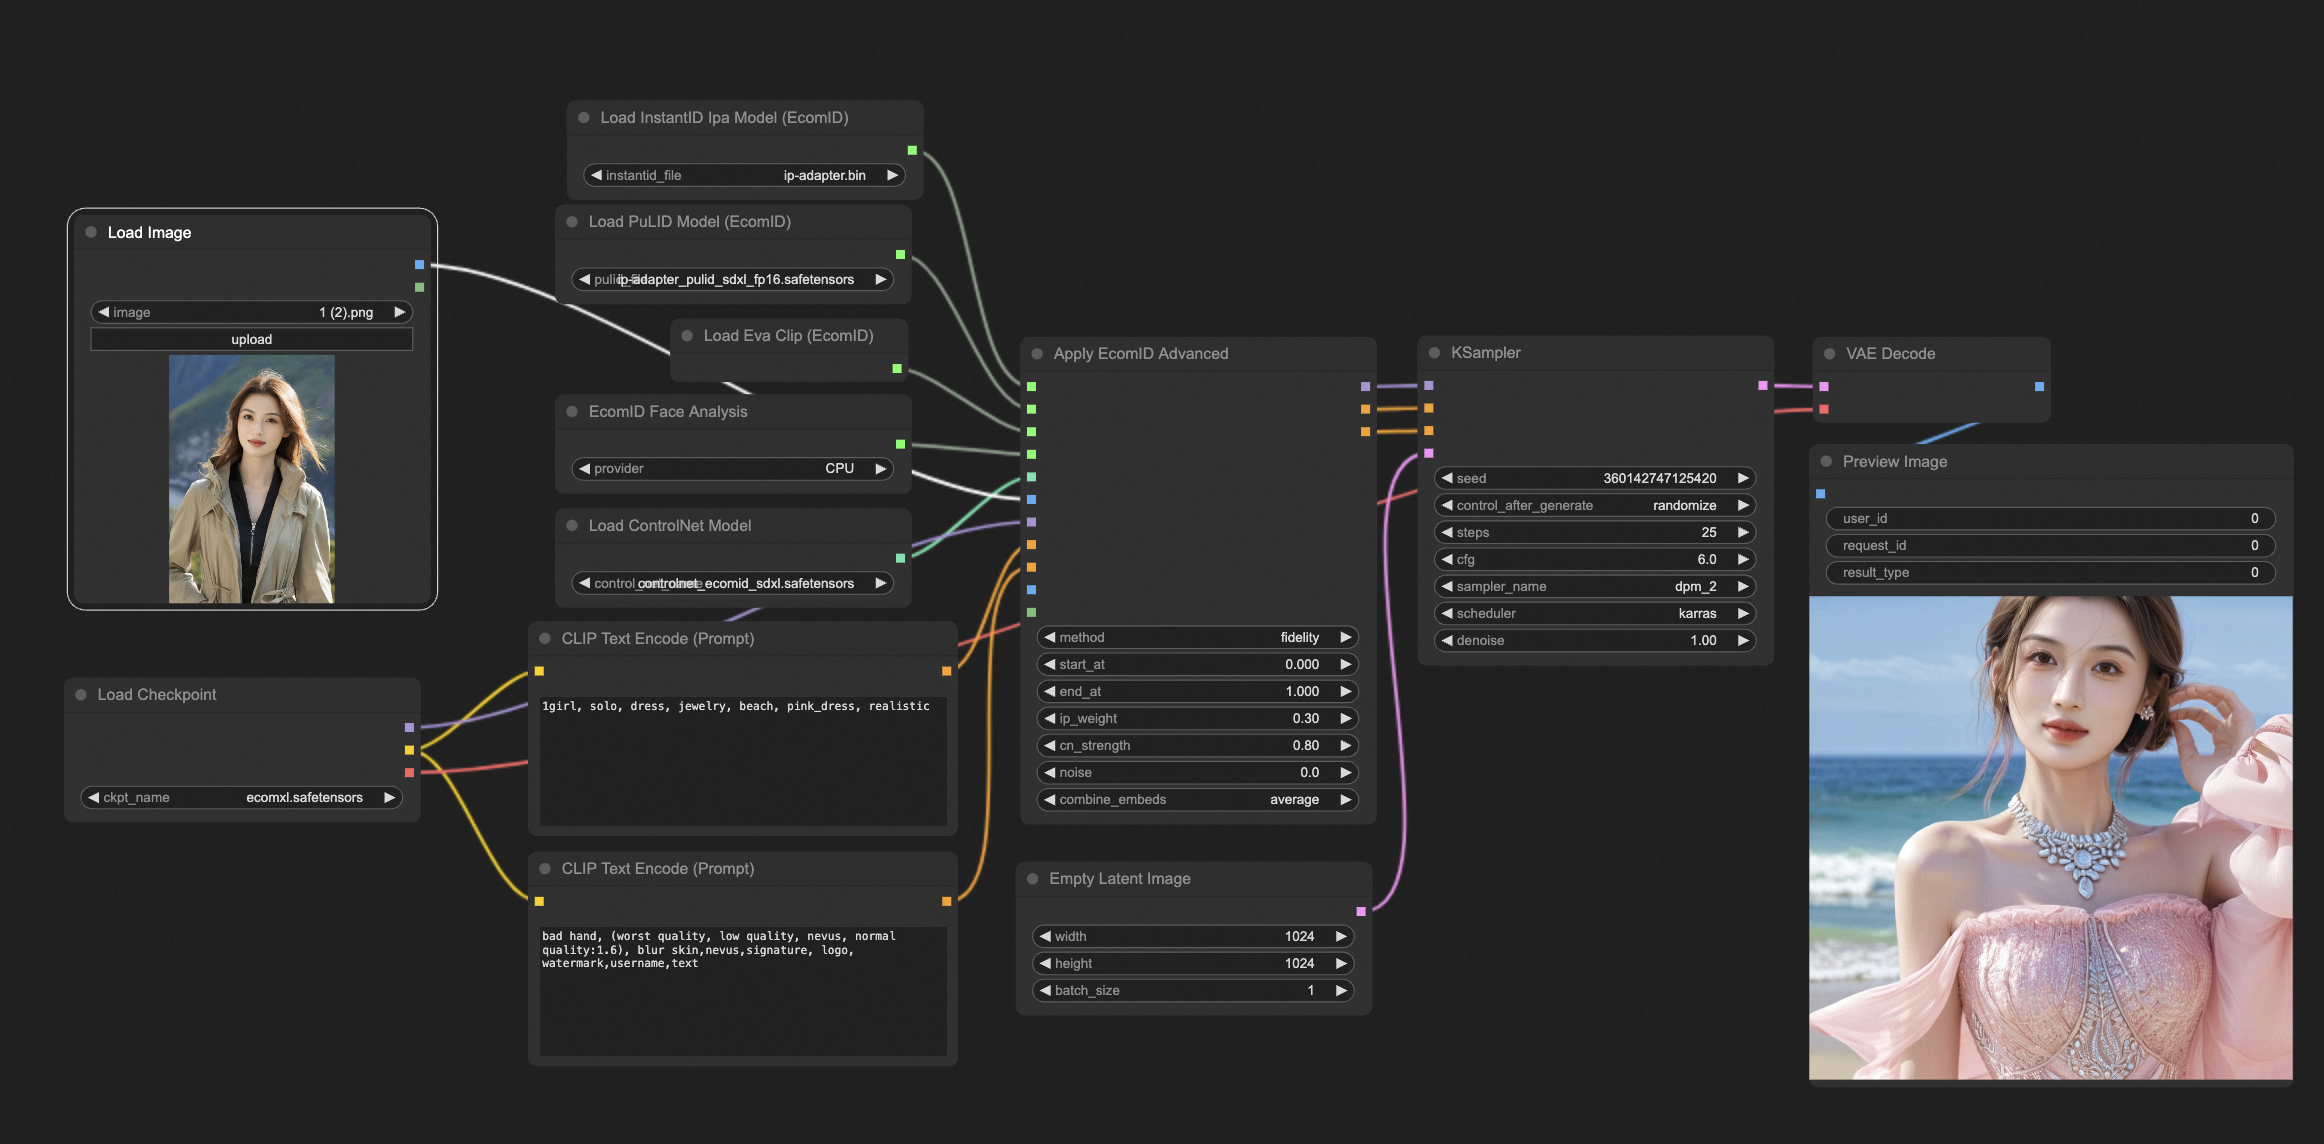 Load InstantID Ipa Model (EcomID)
instantid_file ip-adapter.bin
Load PuLID Model (EcomID)
ip-adapter_pulid_sdxl_fp16.safetensors
Load Image
image 1 (2).png
upload
Load Eva Clip (EcomID)
EcomID Face Analysis
provider CPU
Load ControlNet Model
controlnet_ecomid_sdxl.safetensors
Load Checkpoint
ckpt_name ecomxl.safetensors
CLIP Text Encode (Prompt)
1girl, solo, dress, jewelry, beach, pink_dress, realistic
CLIP Text Encode (Prompt)
bad hand, (worst quality, low quality, nevus, normal
quality:1.6), blur skin,nevus,signature, logo,
watermark,username,text
Apply EcomID Advanced
method fidelity
start_at 0.000
end_at 1.000
ip_weight 0.30
cn_strength 0.80
noise 0.0
combine_embeds average
Empty Latent Image
width 1024
height 1024
batch_size 1
KSampler
seed 360142747125420
control_after_generate randomize
steps 25
cfg 6.0
sampler_name dpm_2
scheduler karras
denoise 1.00
VAE Decode
Preview Image
user_id 0
request_id 0
result_type 0